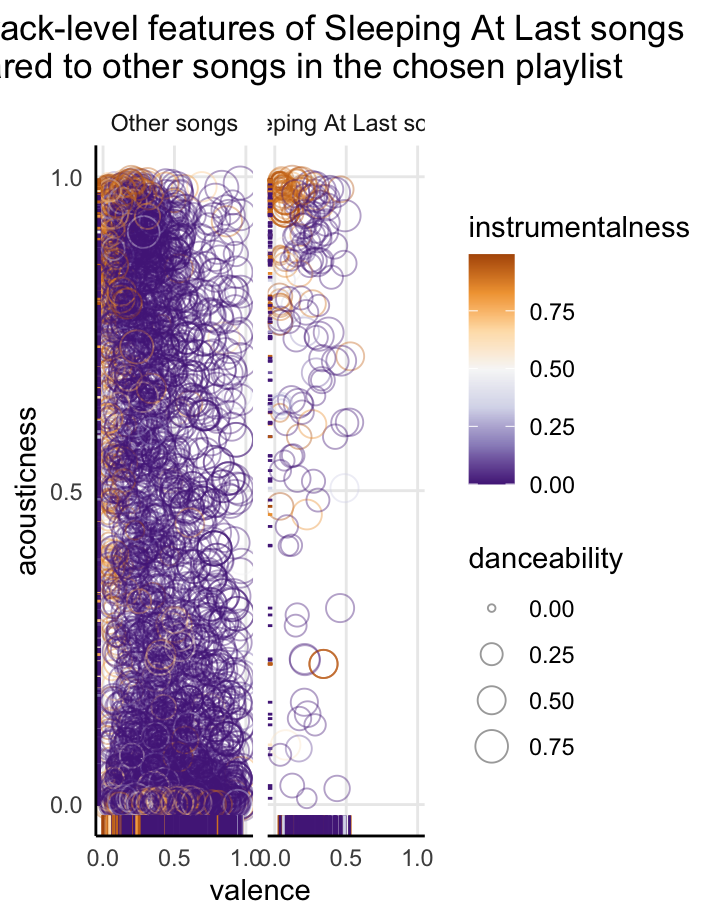 ack-level features of Sleeping At Last songs
red to other songs in the chosen playlist
Other songs
eping At Last so
instrumentalness
0.75
0.50
0.25
0.00
danceability
0.00
0.25
0.50
0.75
acousticness
1.0
0.5
0.0
0.0 0.5 1.0
0.0 0.5 1.0
valence